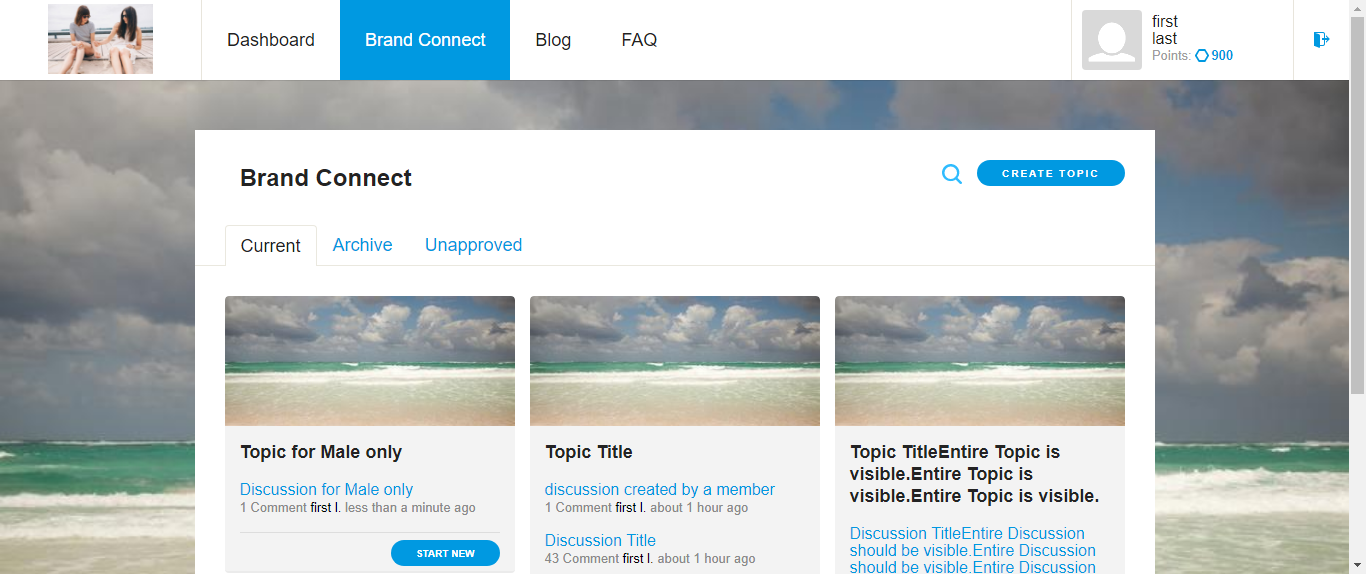 Dashboard
Brand Connect
Blog
FAQ
first
last
Points: 900
Brand Connect
CREATE TOPIC
Current
Archive
Unapproved
Topic for Male only
Discussion for Male only
1 Comment first l. less than a minute ago
START NEW
Topic Title
discussion created by a member
1 Comment first l. about 1 hour ago
Discussion Title
43 Comment first l. about 1 hour ago
Topic TitleEntire Topic is
visible.Entire Topic is
visible.Entire Topic is visible.
Discussion TitleEntire Discussion
should be visible.Entire Discussion
should be visible.Entire Discussion